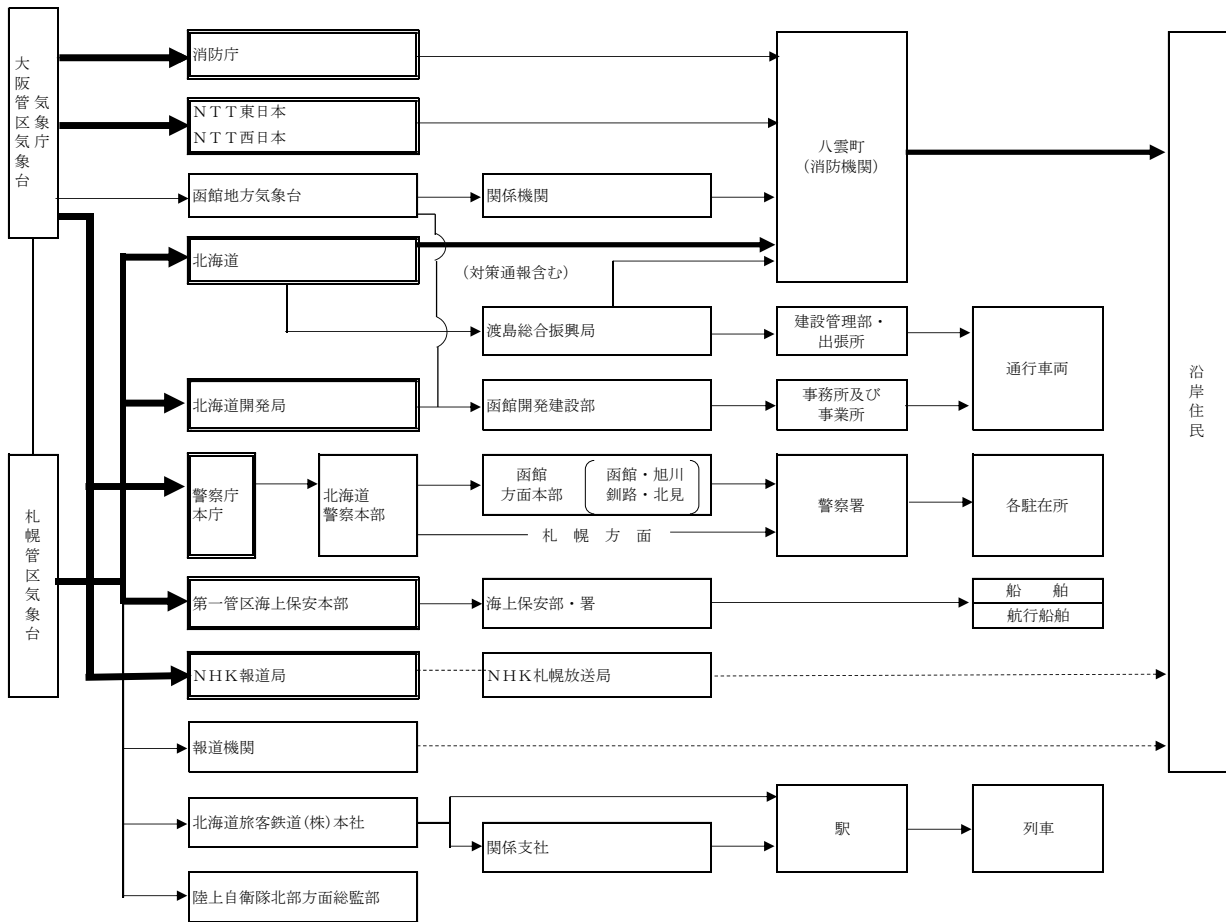 大阪管区気象台
気象庁
消防庁
NTT東日本
NTT西日本
八雲町
(消防機関)
函館地方気象台
関係機関
北海道
(対策通報含む)
渡島総合振興局
建設管理部・
出張所
通行車両
沿岸住民
北海道開発局
函館開発建設部
事務所及び
事業所
札幌管区気象台
警察庁
本庁
北海道
警察本部
函館
方面本部
函館・旭川
釧路・北見
札幌方面
警察署
各駐在所
第一管区海上保安本部
海上保安部・署
船 舶
航行船舶
NHK報道局
NHK札幌放送局
報道機関
北海道旅客鉄道(株)本社
関係支社
駅
列車
陸上自衛隊北部方面総監部